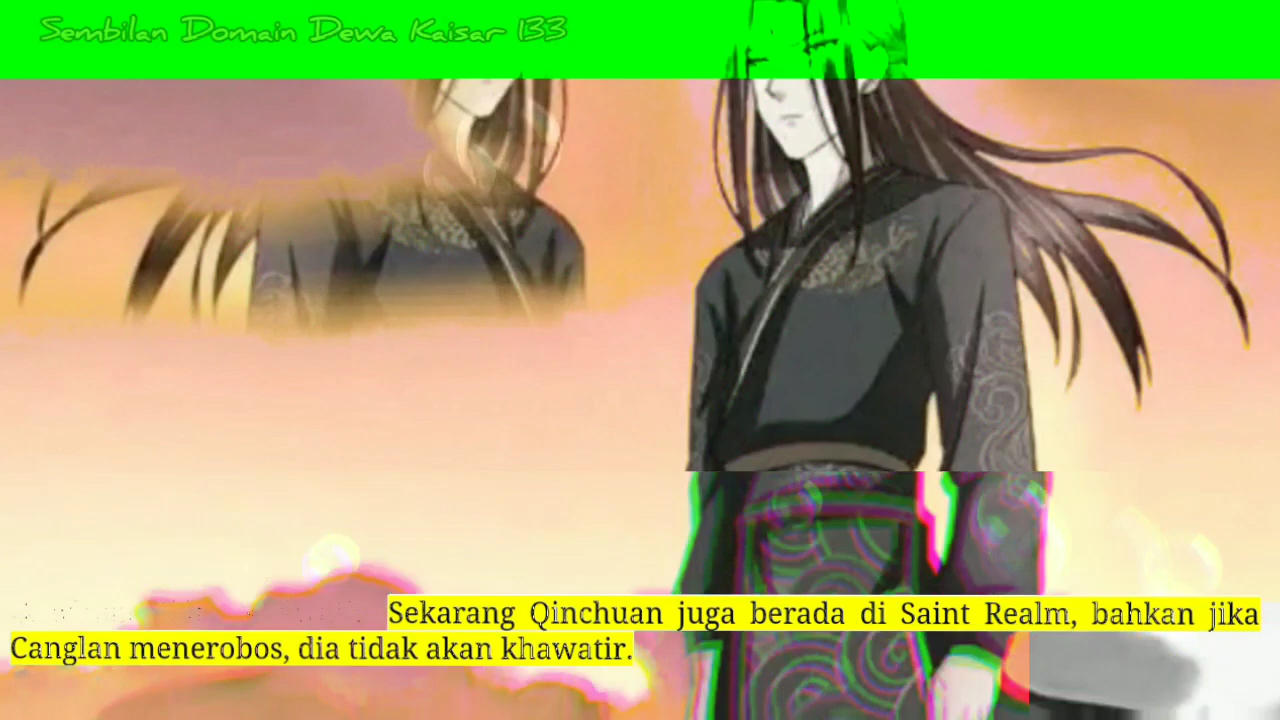 Sembilan Domain Dewa Kaisar 133
Sekarang Qinchuan juga berada di Saint Realm, bahkan jika
Canglan menerobos, dia tidak akan khawatir.